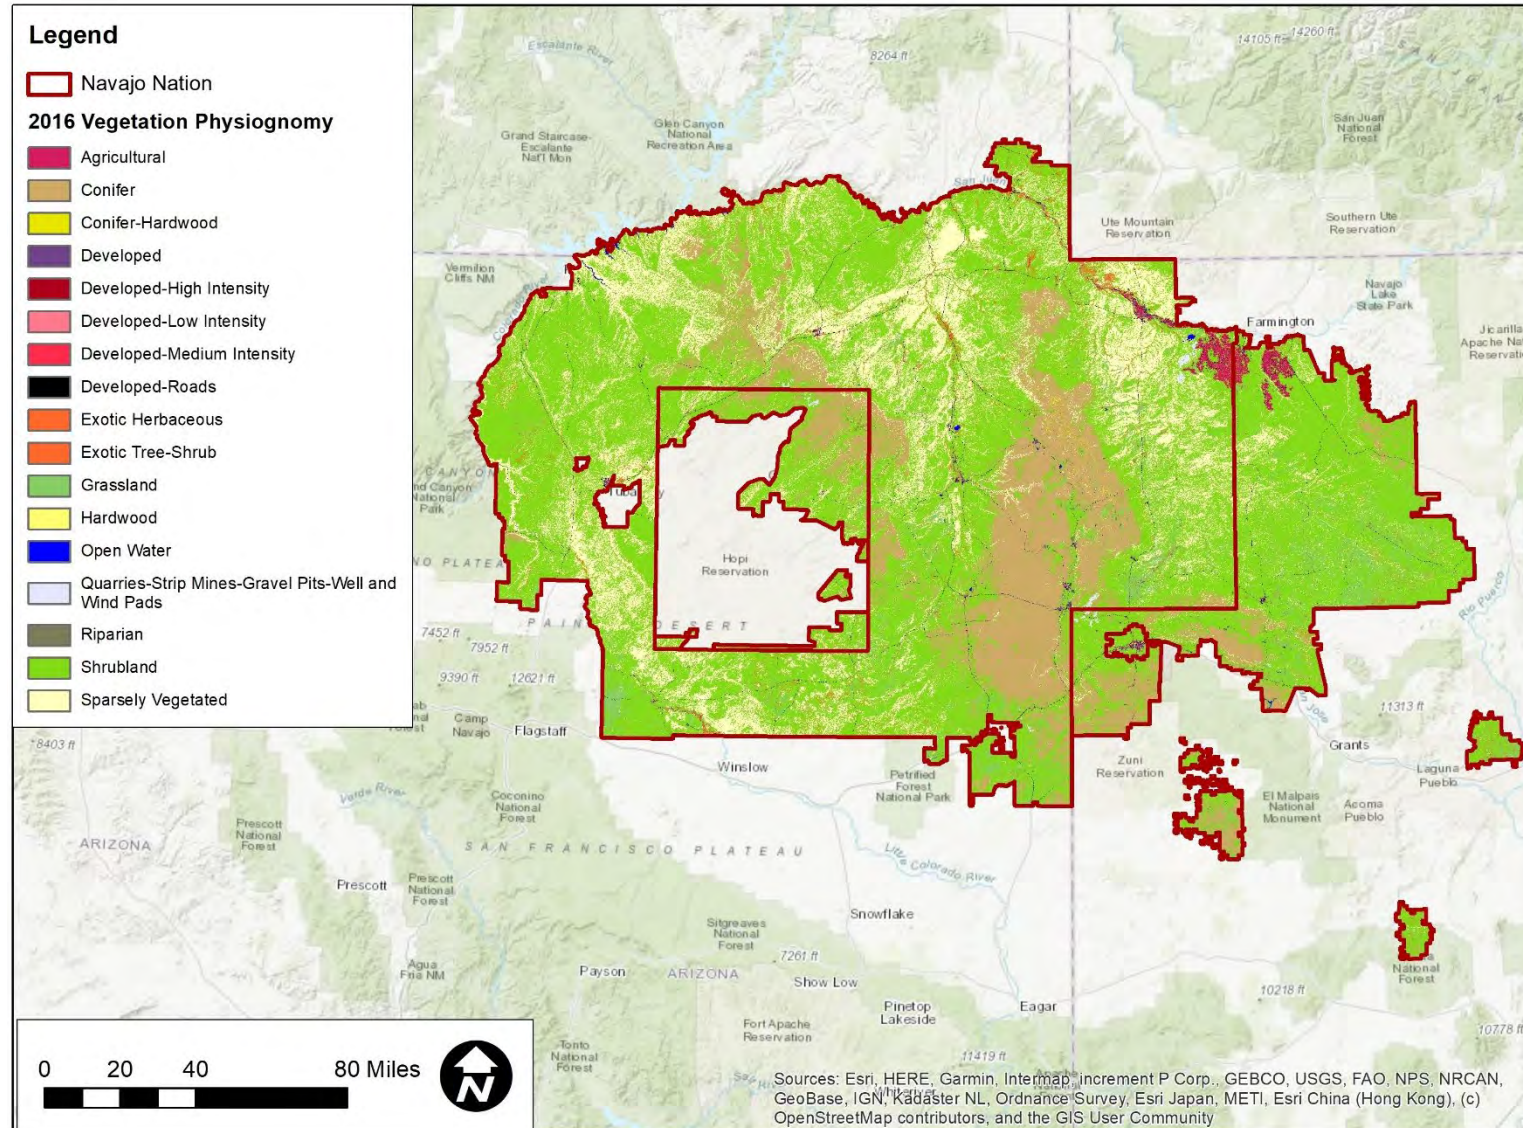 Legend
Navajo Nation
2016 Vegetation Physiognomy
Agricultural
Conifer
Conifer-Hardwood
Developed
Developed-High Intensity
Developed-Low Intensity
Developed-Medium Intensity
Developed-Roads
Exotic Herbaceous
Exotic Tree-Shrub
Grassland
Hardwood
Open Water
Quarries-Strip Mines-Gravel Pits-Well and
Wind Pads
Riparian
Shrubland
Sparsely Vegetated
Escalante River
8264 ft
14105 ft
14260 ft
Glen Canyon
National
Recreation Area
Grand Staircase-
Escalante
Nat'l Mon
San Juan
National
Forest
San Juan
Ute Mountain
Reservation
Southern Ute
Reservation
Vermilion
Cliffs NM
Navajo
Lake
State Park
Farmington
Jicarilla
Apache Nat
Reservati
nd Canyon
National
Park
Hopi
Reservation
NO PLATEA
DESERT
Rio Puerco
7452 ft
7952 ft
9390 ft
12621 ft
Camp
Navajo
Flagstaff
Winslow
Petrified
Forest
National Park
Zuni
Reservation
11313 ft
Grants
Laguna
Pueblo
El Malpais
National
Monument
Acoma
Pueblo
8403 ft
Verde River
Coconino
National
Forest
Prescott
National
Forest
ARIZONA
SAN FRANCISCO PLATEAU
Little Colorado River
Prescott
Prescott
National
Forest
Snowflake
Sitgreaves
National
Forest
7261 ft
Agua
Fria NM
Payson
ARIZONA
Show Low
National
Forest
10218 ft
Pinetop
Lakeside
Eagar
Fort Apache
Reservation
10778 ft
Tonto
National
Forest
11419 ft
Whiteriver
0 20 40 80 Miles
N
Sources: Esri, HERE, Garmin, Intermap, increment P Corp., GEBCO, USGS, FAO, NPS, NRCAN,
GeoBase, IGN, Kadaster NL, Ordnance Survey, Esri Japan, METI, Esri China (Hong Kong), (c)
OpenStreetMap contributors, and the GIS User Community